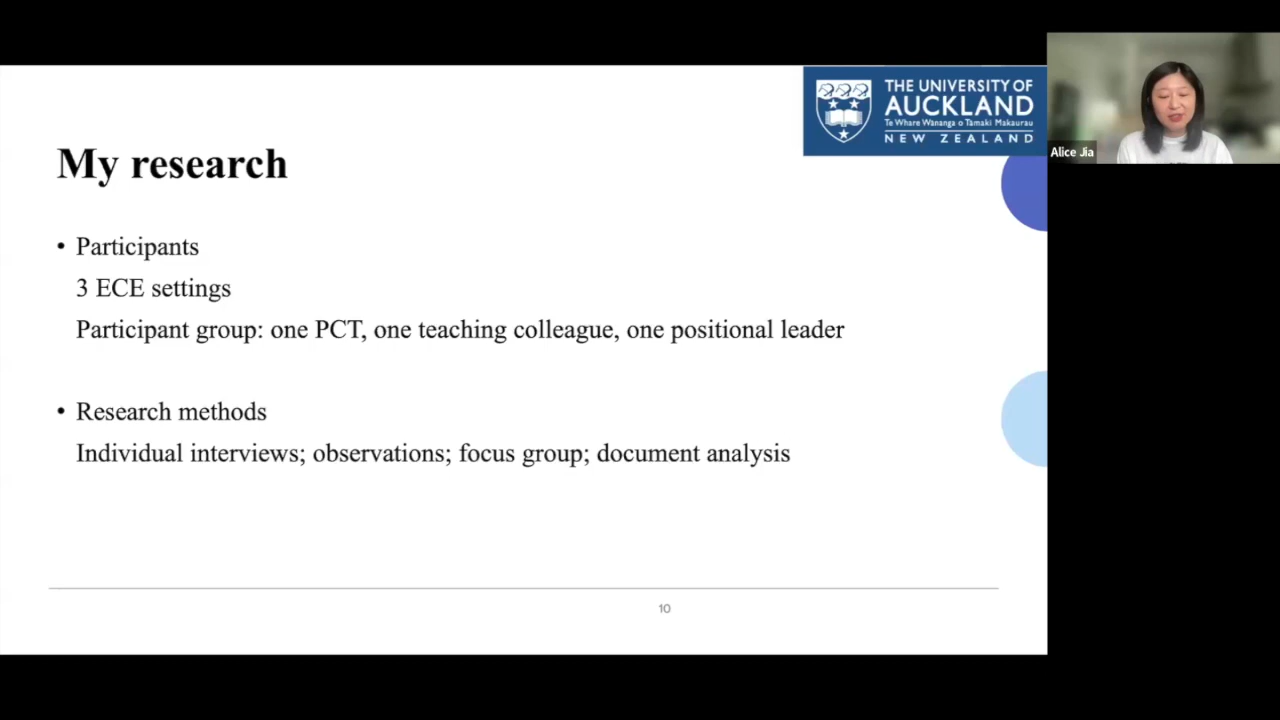 THE UNIVERSITY OF
AUCKLAND
Te Whare Wānanga o Tāmaki Makaurau
NEW ZEALAND
Alice Jia
My research
• Participants
3 ECE settings
Participant group: one PCT, one teaching colleague, one positional leader
• Research methods
Individual interviews; observations; focus group; document analysis
10